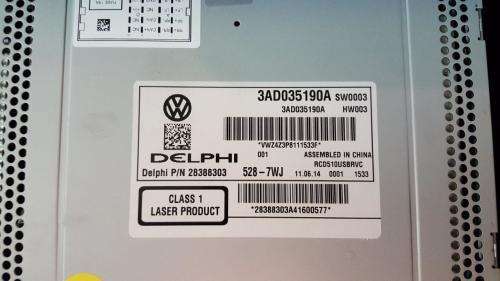 3AD035190A SW0003
3AD035190A HW003
*VWZ4Z3P8111533F*
DELPHI
001 ASSEMBLED IN CHINA
RCD510USBRVC
Delphi P/N 28388303
528-7WJ
11.06.14 0001 1533
CLASS 1
LASER PRODUCT
*28388303A41600577*